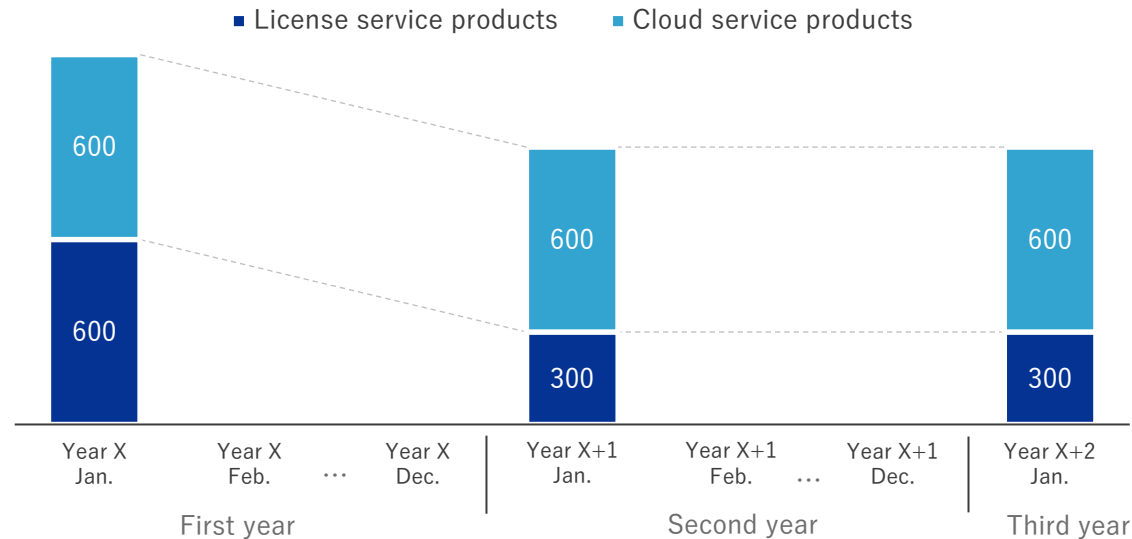 License service products
Cloud service products
600
600
600
300
600
300
Year X
Jan.
Year X
Feb.
...
Year X
Dec.
Year X+1
Jan.
Year X+1
Feb.
...
Year X+1
Dec.
Year X+2
Jan.
First year
Second year
Third year